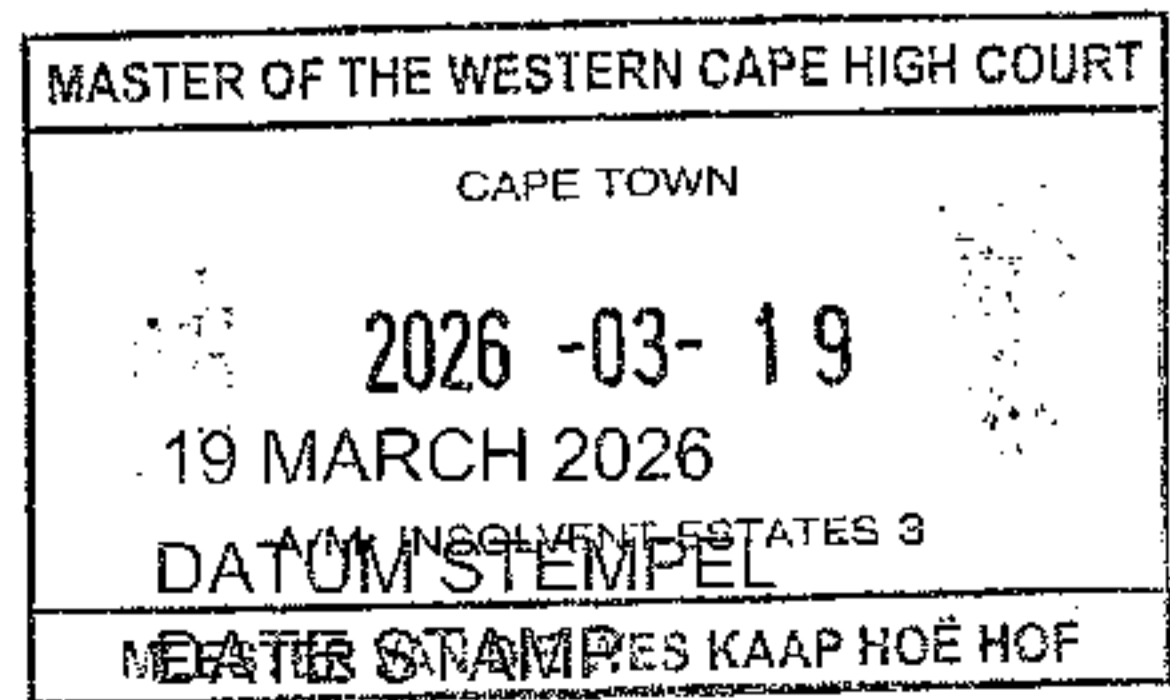 MASTER OF THE WESTERN CAPE HIGH COURT
CAPE TOWN
2026 -03- 19
19 MARCH 2026
INSOLVENT ESTATES 3
DATUM STEMPEL
DATE STAMP
KAAP HOË HOF